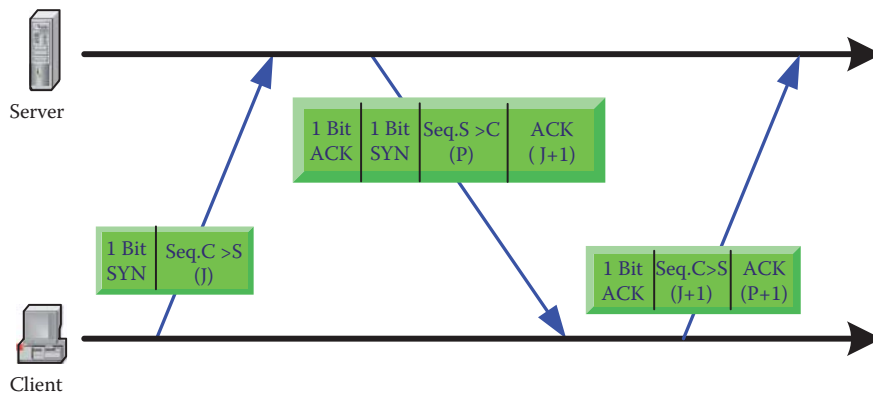 Server
1 Bit
ACK
1 Bit
SYN
Seq.S >C
(P)
ACK
( J+1)
1 Bit
SYN
Seq.C >S
(J)
1 Bit
ACK
Seq.C>S
(J+1)
ACK
(P+1)
Client